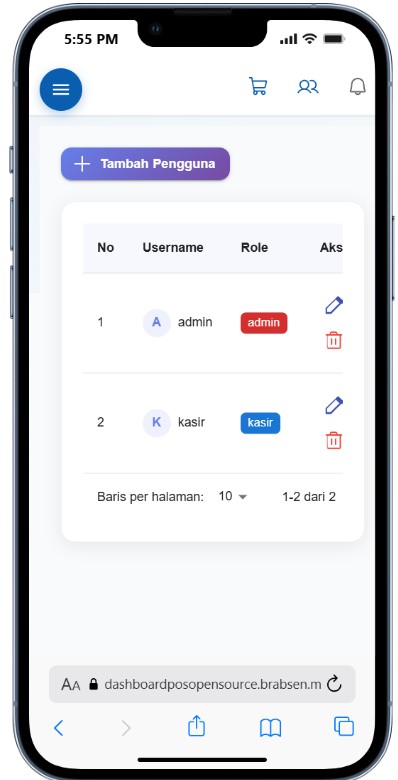 5:55 PM
Tambah Pengguna
No Username Role Aks
1 A admin admin
2 K kasir kasir
Baris per halaman: 10 1-2 dari 2
AA dashboardposopensource.brabsen.m